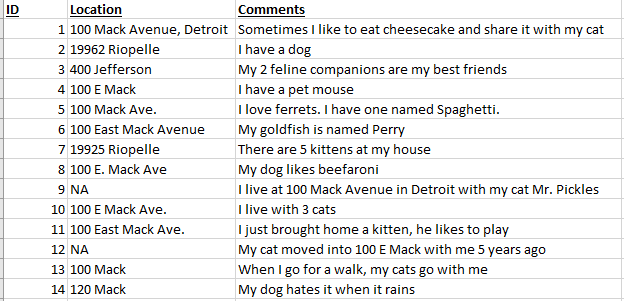 ID Location Comments
1 100 Mack Avenue, Detroit Sometimes I like to eat cheesecake and share it with my cat
2 19962 Riopelle I have a dog
3 400 Jefferson My 2 feline companions are my best friends
4 100 E Mack I have a pet mouse
5 100 Mack Ave. I love ferrets. I have one named Spaghetti.
6 100 East Mack Avenue My goldfish is named Perry
7 19925 Riopelle There are 5 kittens at my house
8 100 E. Mack Ave My dog likes beefaroni
9 NA I live at 100 Mack Avenue in Detroit with my cat Mr. Pickles
10 100 E Mack Ave. I live with 3 cats
11 100 East Mack Ave. I just brought home a kitten, he likes to play
12 NA My cat moved into 100 E Mack with me 5 years ago
13 100 Mack When I go for a walk, my cats go with me
14 120 Mack My dog hates it when it rains